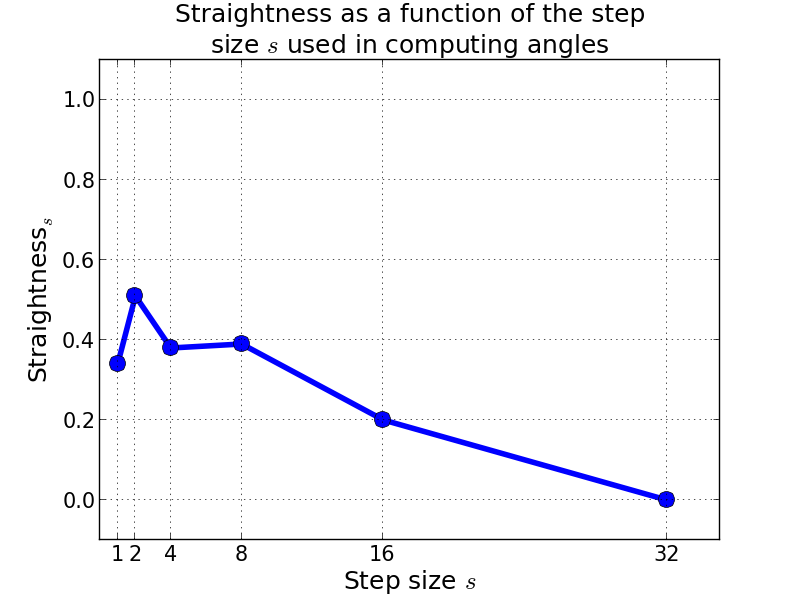 Straightness as a function of the step
size s used in computing angles
1.0
0.8
0.6
0.4
0.2
0.0
Straightness_s
1 2 4 8 16 32
Step size s